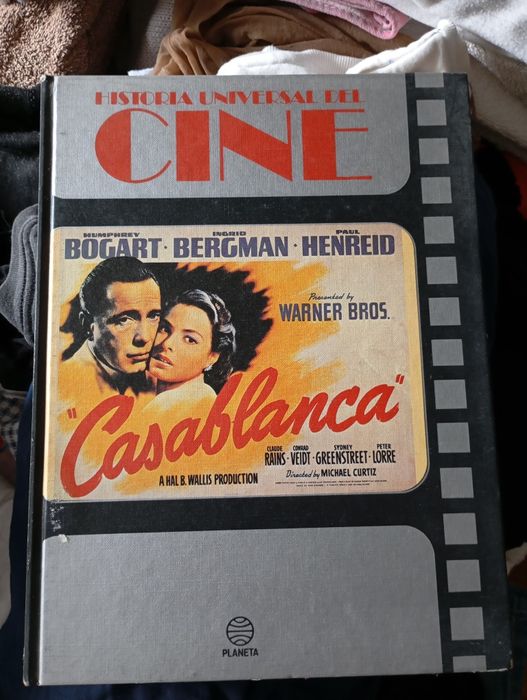 HISTORIA UNIVERSAL DEL
CINE
HUMPHREY INGRID PAUL
BOGART · BERGMAN · HENREID
Presented by
WARNER BROS.
"Casablanca"
CLAUDE CONRAD SYDNEY PETER
RAINS · VEIDT · GREENSTREET · LORRE
Directed by MICHAEL CURTIZ
A HAL B. WALLIS PRODUCTION
PLANETA